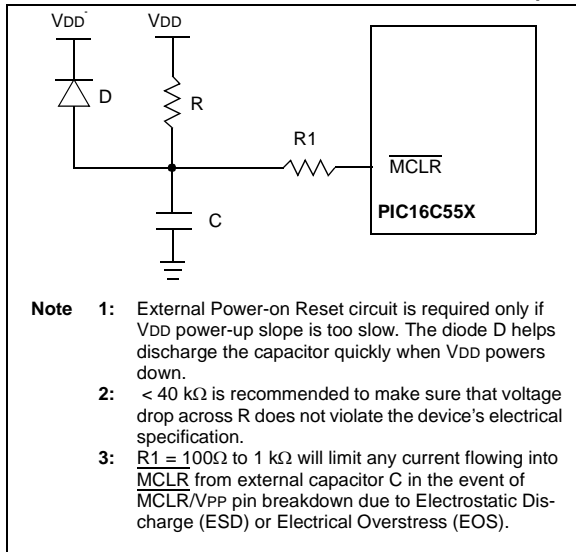 VDD VDD
D
R
R1
MCLR
PIC16C55X
C
Note 1: External Power-on Reset circuit is required only if
VDD power-up slope is too slow. The diode D helps
discharge the capacitor quickly when VDD powers
down.
2: < 40 kΩ is recommended to make sure that voltage
drop across R does not violate the device's electrical
specification.
3: R1 = 100Ω to 1 kΩ will limit any current flowing into
MCLR from external capacitor C in the event of
MCLR/VPP pin breakdown due to Electrostatic Dis-
charge (ESD) or Electrical Overstress (EOS).